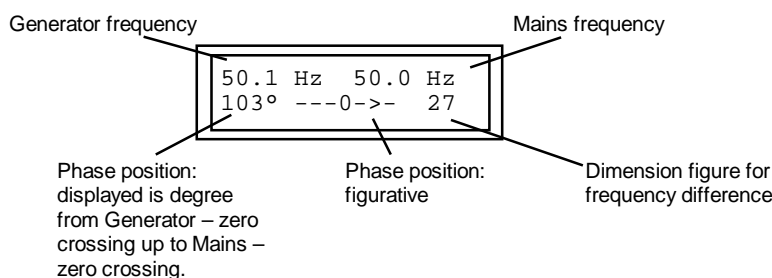 Generator frequency
Mains frequency
50.1 Hz 50.0 Hz
103° ---0->- 27
Phase position:
displayed is degree
from Generator – zero
crossing up to Mains –
zero crossing.
Phase position:
figurative
Dimension figure for
frequency difference